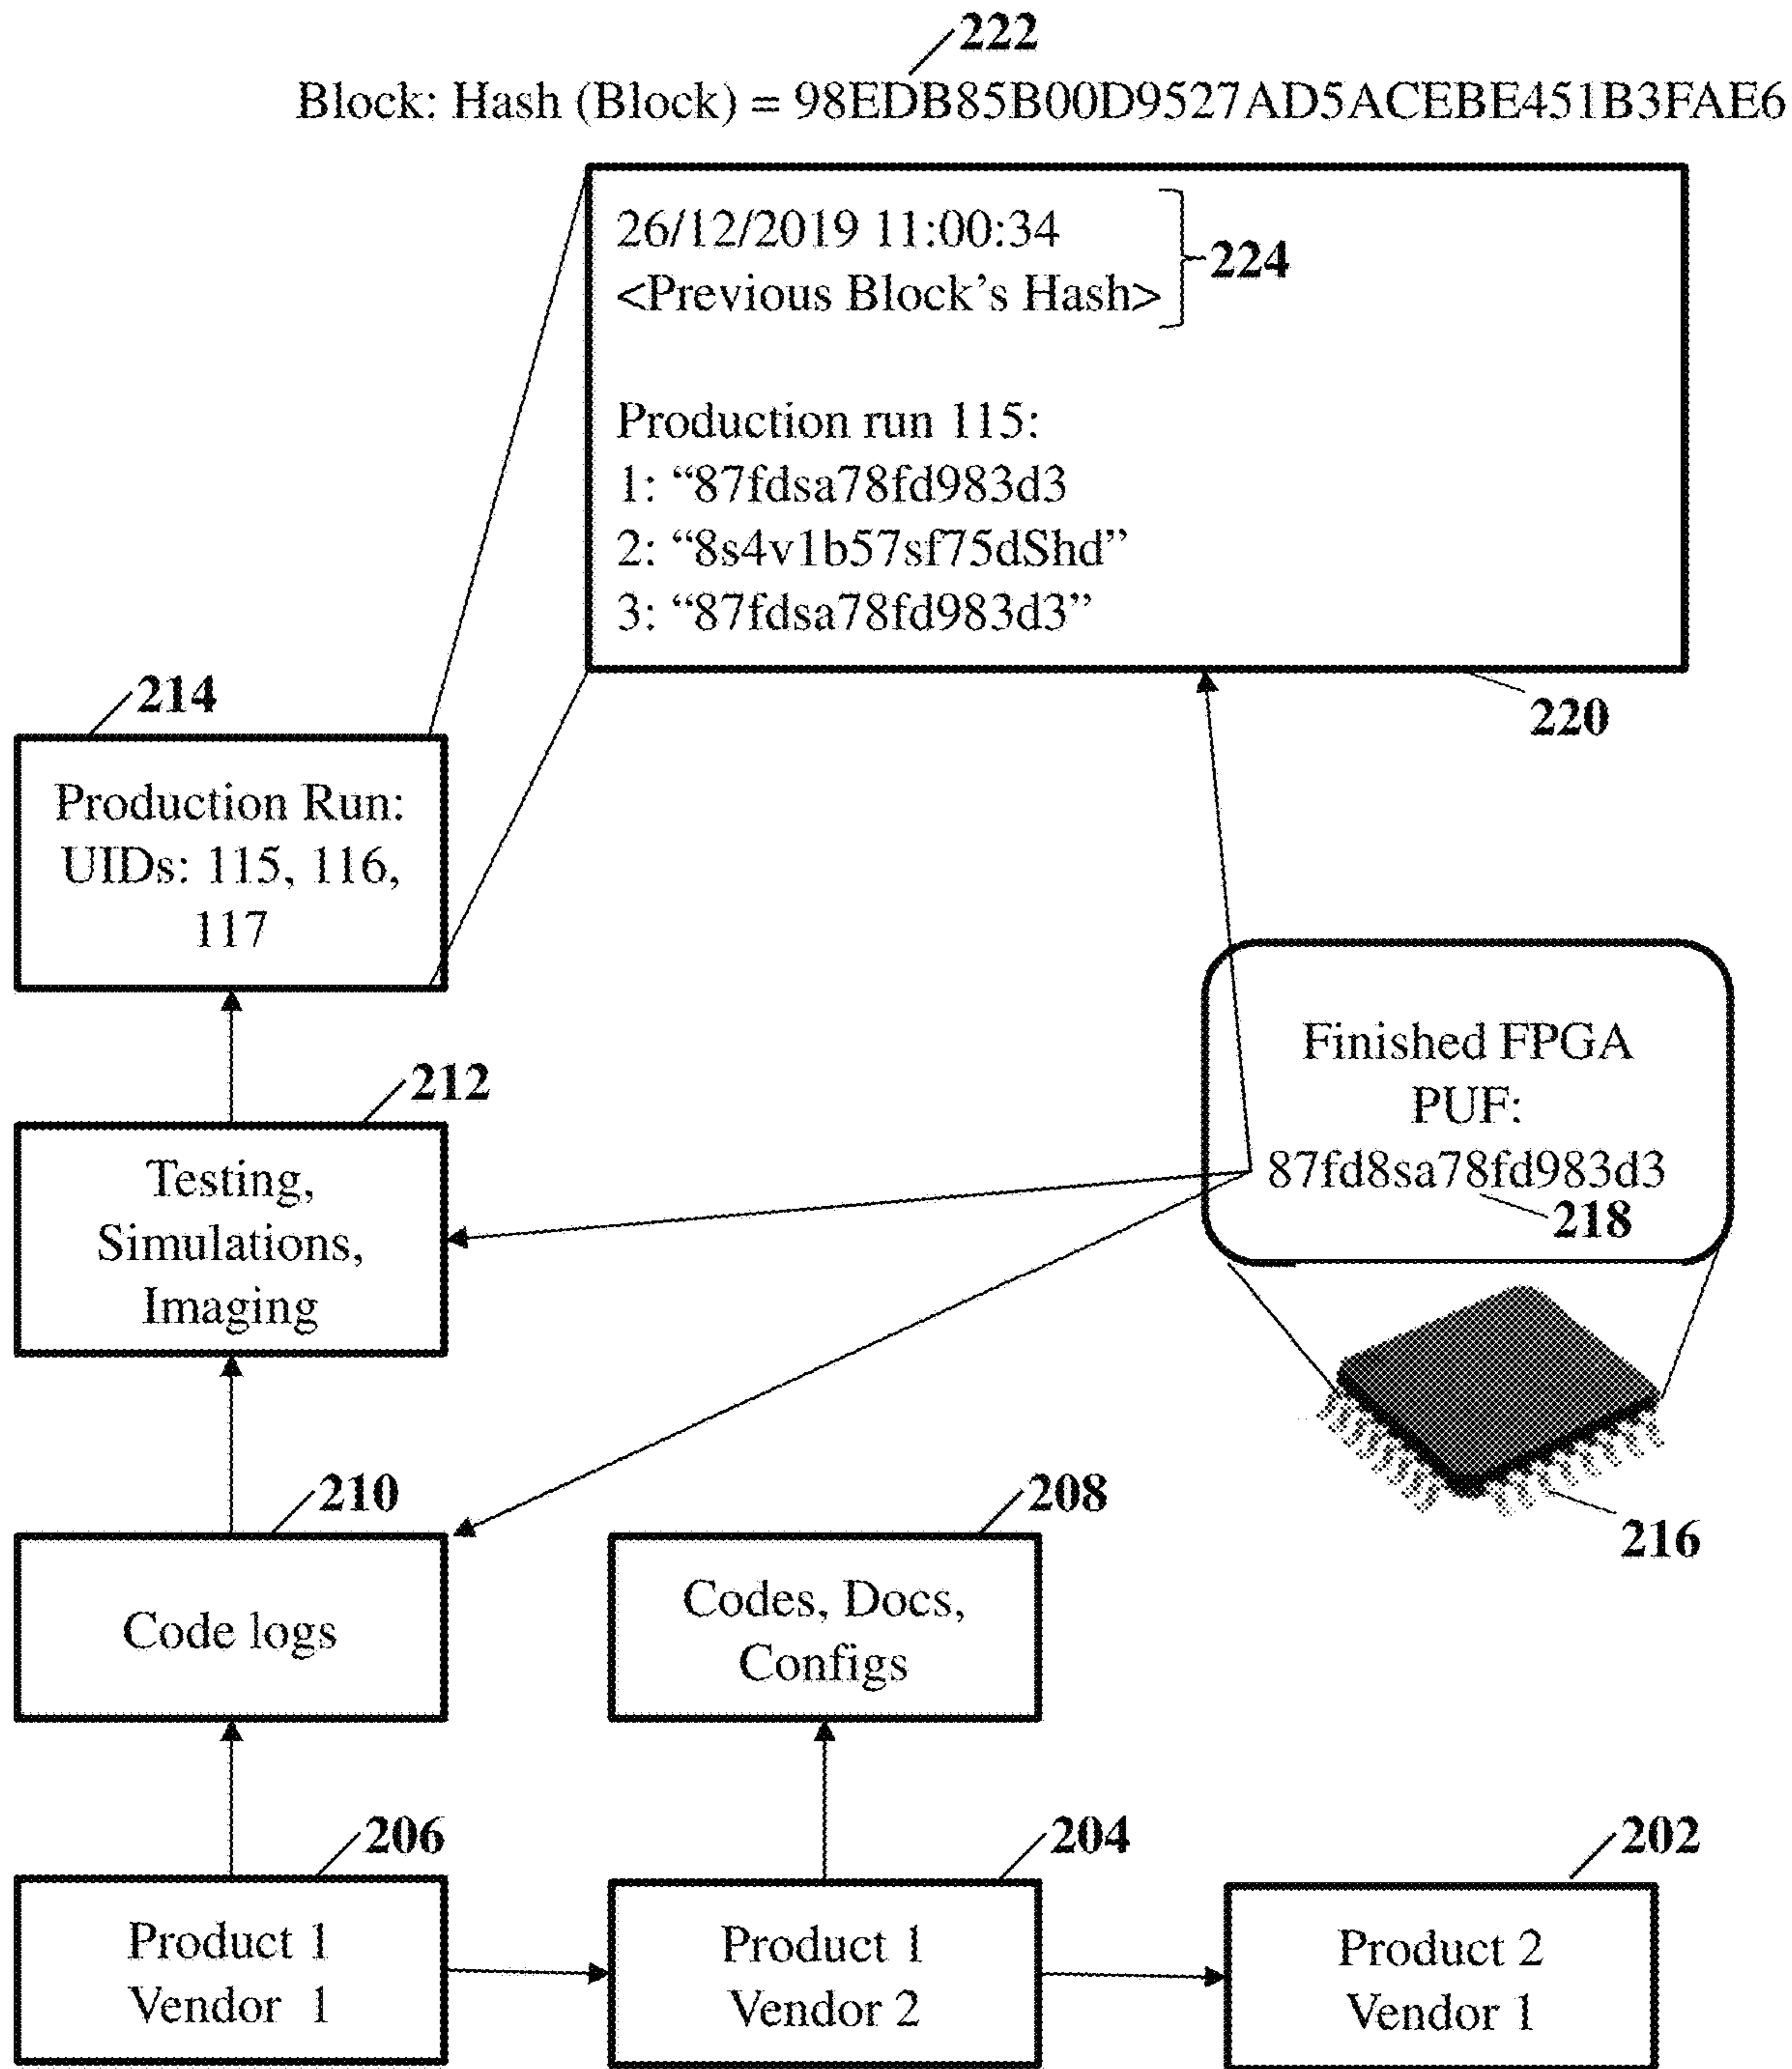 222
Block: Hash (Block) = 98EDB85B00D9527AD5ACEBE451B3FAE6
26/12/2019 11:00:34
<Previous Block's Hash>
224
Production run 115:
1: “87fdsa78fd983d3
2: “8s4v1b57sf75dShd”
3: “87fdsa78fd983d3”
220
214
Production Run:
UIDs: 115, 116,
117
Finished FPGA
PUF:
87fd8sa78fd983d3
218
212
Testing,
Simulations,
Imaging
216
210
Code logs
208
Codes, Docs,
Configs
206
Product 1
Vendor 1
204
Product 1
Vendor 2
202
Product 2
Vendor 1